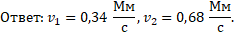 Ответ: v₁ = 0,34 Мм/с, v₂ = 0,68 Мм/с.